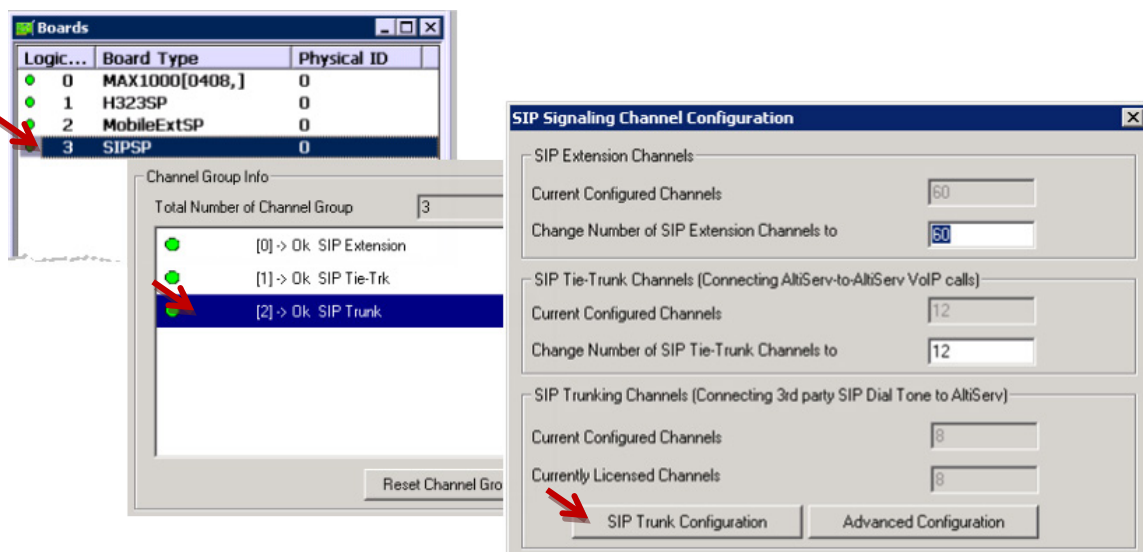 Boards
Logic... Board Type Physical ID
0 MAX1000[0408,] 0
1 H323SP 0
2 MobileExtSP 0
3 SIPSP 0
Channel Group Info
Total Number of Channel Group 3
[0] -> Ok SIP Extension
[1] -> Ok SIP Tie-Trk
[2] -> Ok SIP Trunk
Reset Channel Gro
SIP Signaling Channel Configuration
SIP Extension Channels
Current Configured Channels 60
Change Number of SIP Extension Channels to 60
SIP Tie-Trunk Channels (Connecting AltiServ-to-AltiServ VoIP calls)
Current Configured Channels 12
Change Number of SIP Tie-Trunk Channels to 12
SIP Trunking Channels (Connecting 3rd party SIP Dial Tone to AltiServ)
Current Configured Channels 8
Currently Licensed Channels 8
SIP Trunk Configuration Advanced Configuration